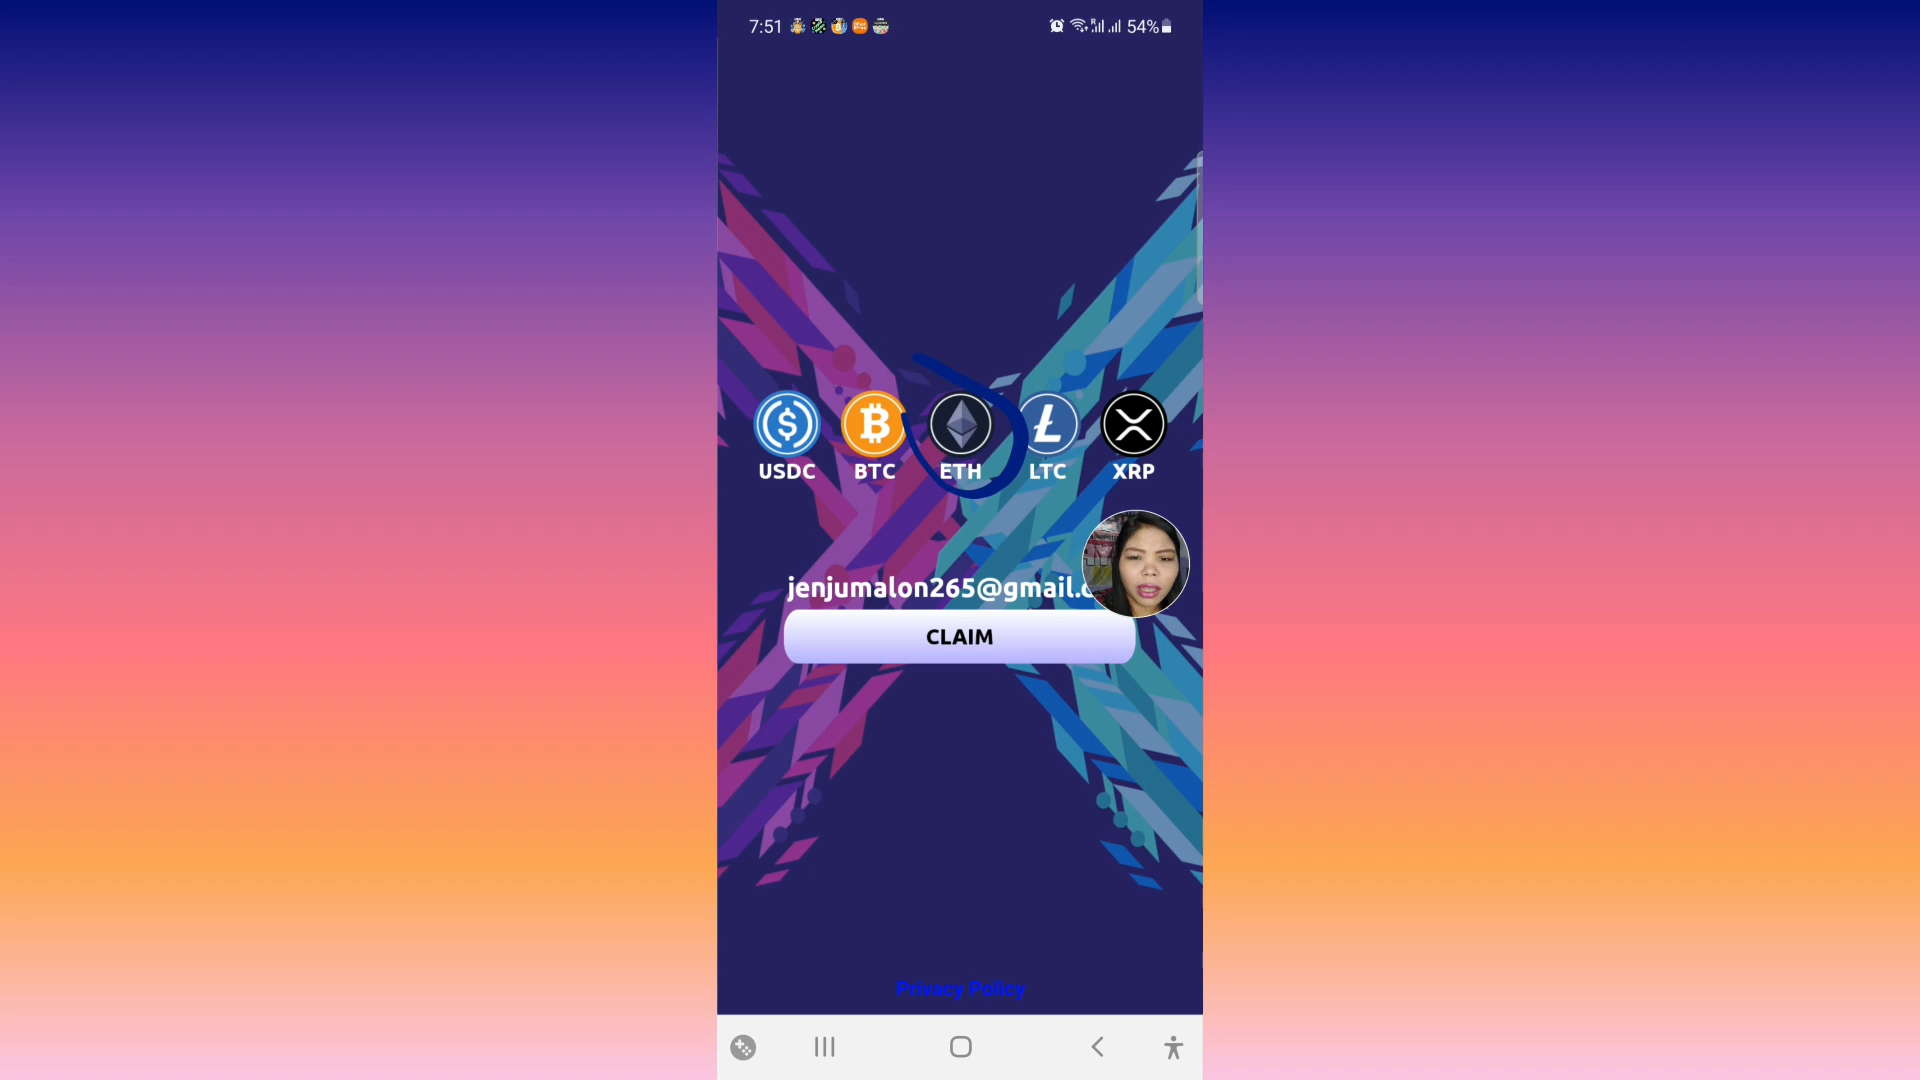 7:51 54%
USDC BTC ETH LTC XRP
jenjumalon265@gmail.c
CLAIM
Privacy Policy